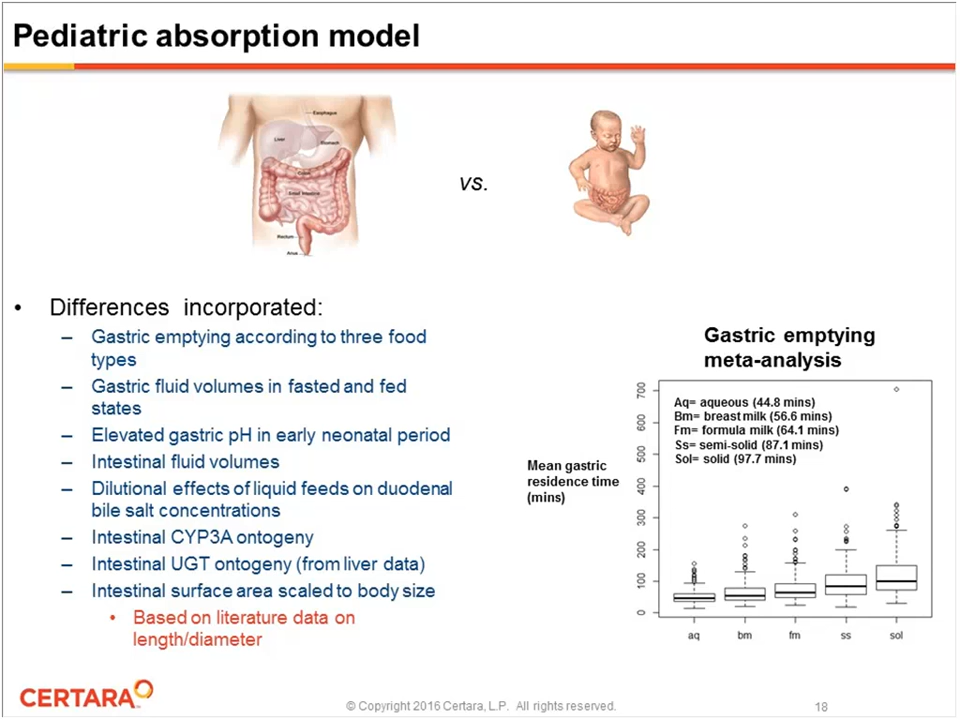 Pediatric absorption model
Esophagus
Liver
Stomach
Colon
Small Intestine
Rectum
Anus
vs.
• Differences incorporated:
– Gastric emptying according to three food
types
– Gastric fluid volumes in fasted and fed
states
– Elevated gastric pH in early neonatal period
– Intestinal fluid volumes
– Dilutional effects of liquid feeds on duodenal
bile salt concentrations
– Intestinal CYP3A ontogeny
– Intestinal UGT ontogeny (from liver data)
– Intestinal surface area scaled to body size
• Based on literature data on
length/diameter
Gastric emptying
meta-analysis
Mean gastric
residence time
(mins)
700
600
500
400
300
200
100
0
Aq= aqueous (44.8 mins)
Bm= breast milk (56.6 mins)
Fm= formula milk (64.1 mins)
Ss= semi-solid (87.1 mins)
Sol= solid (97.7 mins)
aq bm fm ss sol
CERTARA
© Copyright 2016 Certara, L.P. All rights reserved.
18